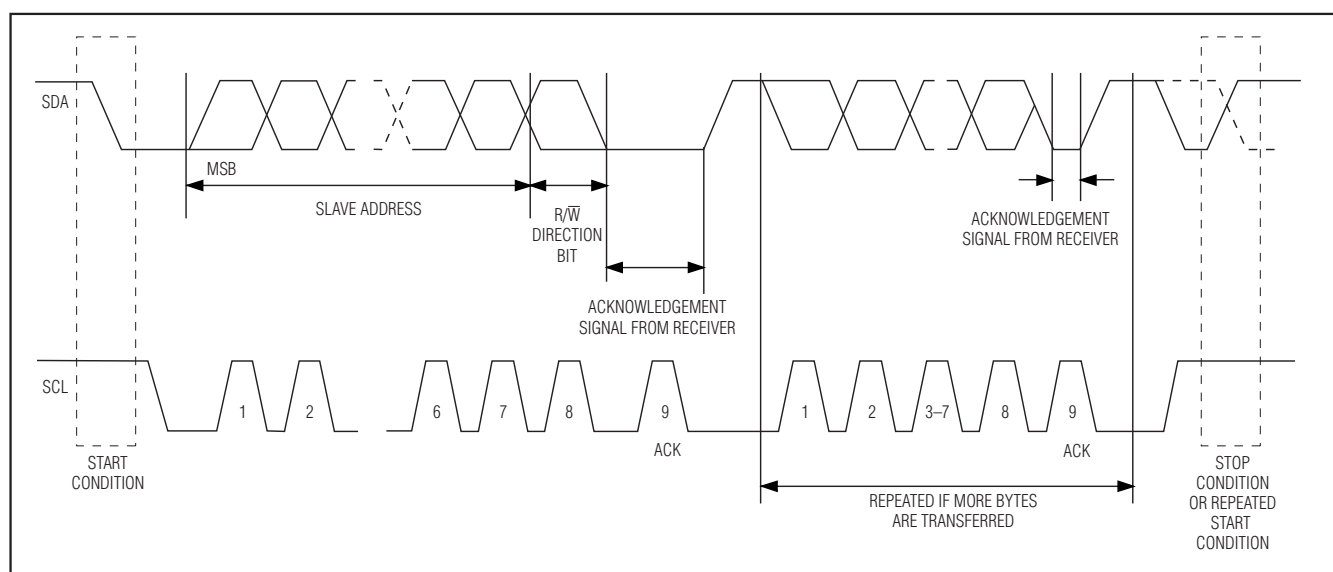 SDA
MSB
SLAVE ADDRESS
R/W̅
DIRECTION
BIT
ACKNOWLEDGEMENT
SIGNAL FROM RECEIVER
ACKNOWLEDGEMENT
SIGNAL FROM RECEIVER
SCL
1 2 6 7 8 9 1 2 3–7 8 9
ACK ACK
START
CONDITION
REPEATED IF MORE BYTES
ARE TRANSFERRED
STOP
CONDITION
OR REPEATED
START
CONDITION